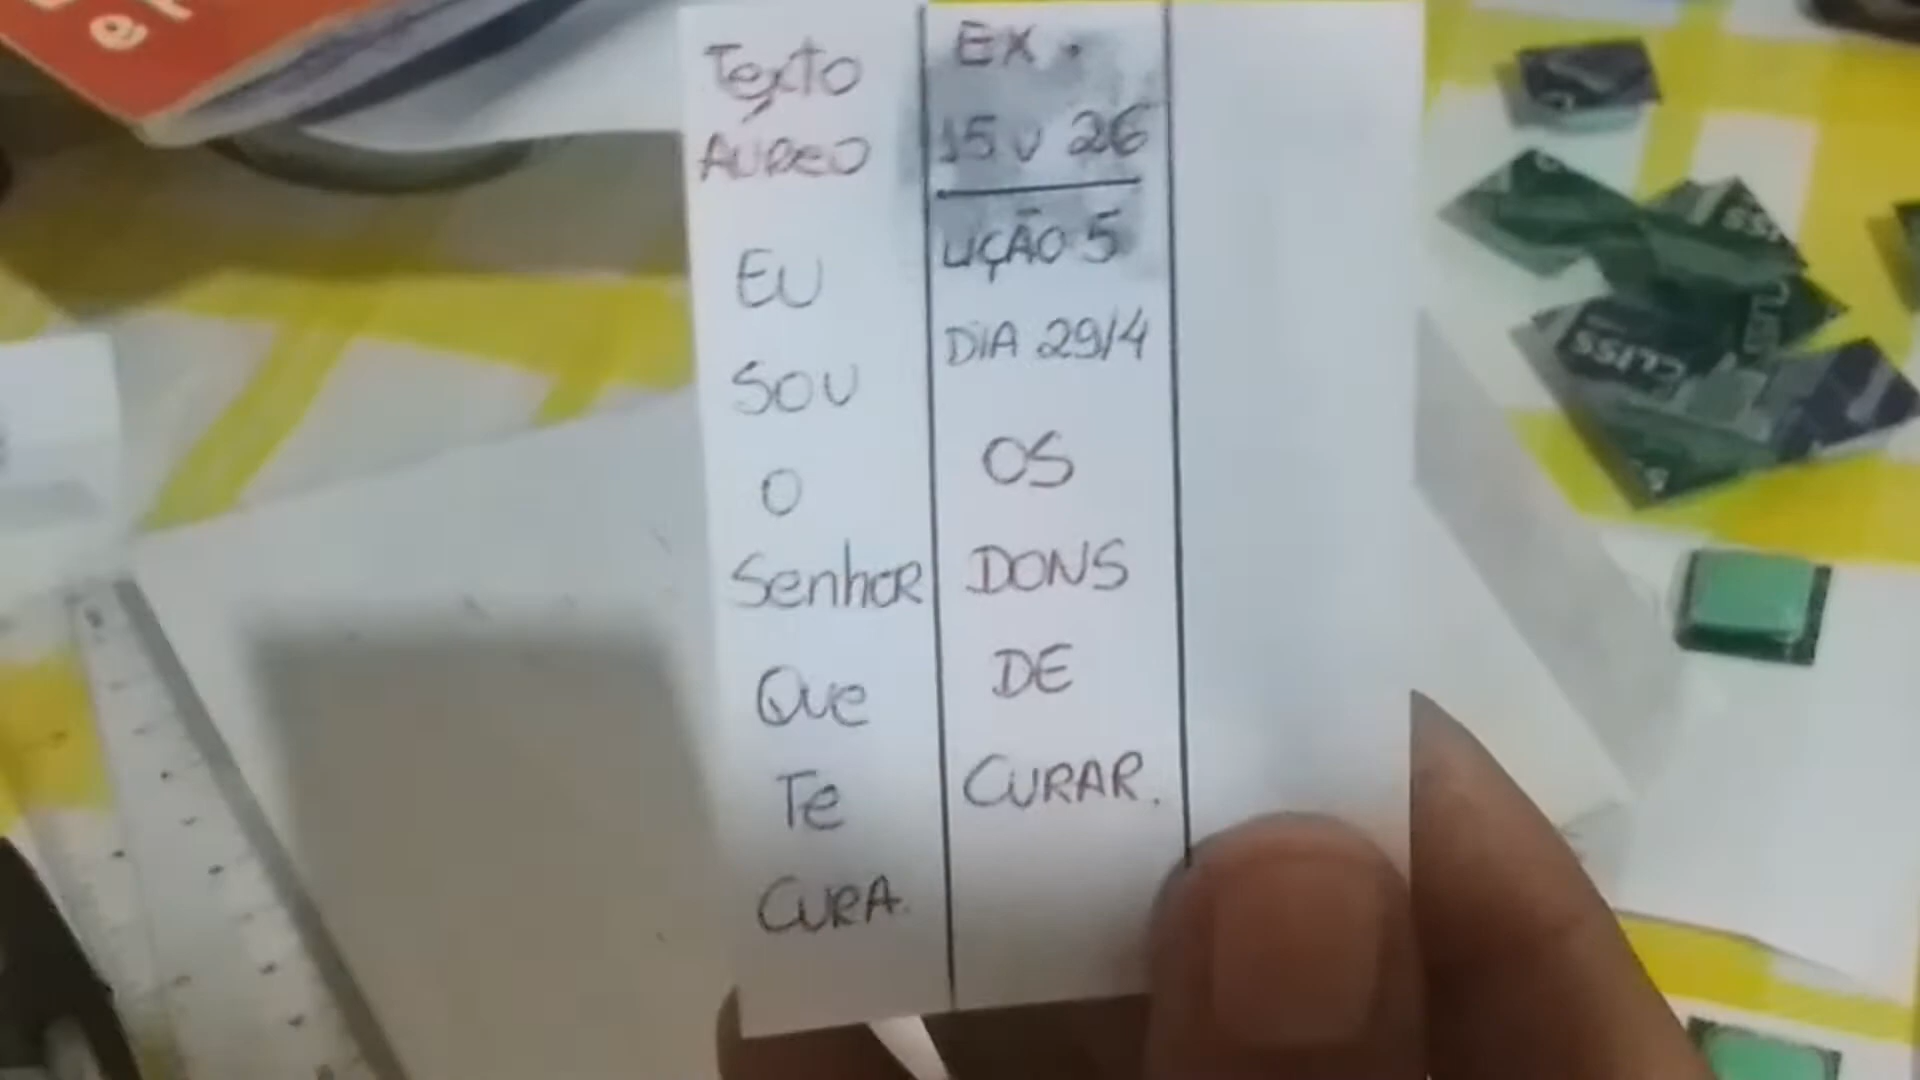 Texto
AUReO
EU
SOU
O
SenhoR
Que
Te
CURA.
EX.
15 v 26
LIÇÃO 5
DIA 29/4
OS
DONS
DE
CURAR.
CLISS
e